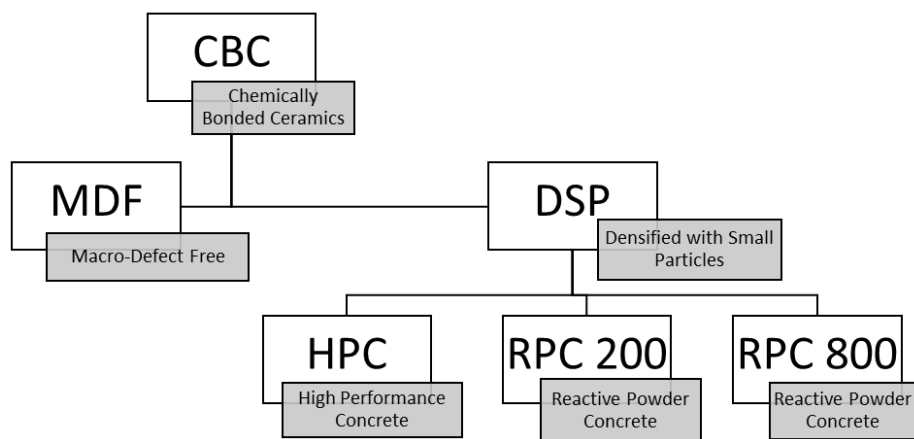 CBC
Chemically
Bonded Ceramics
MDF
Macro-Defect Free
DSP
Densified with Small
Particles
HPC
High Performance
Concrete
RPC 200
Reactive Powder
Concrete
RPC 800
Reactive Powder
Concrete